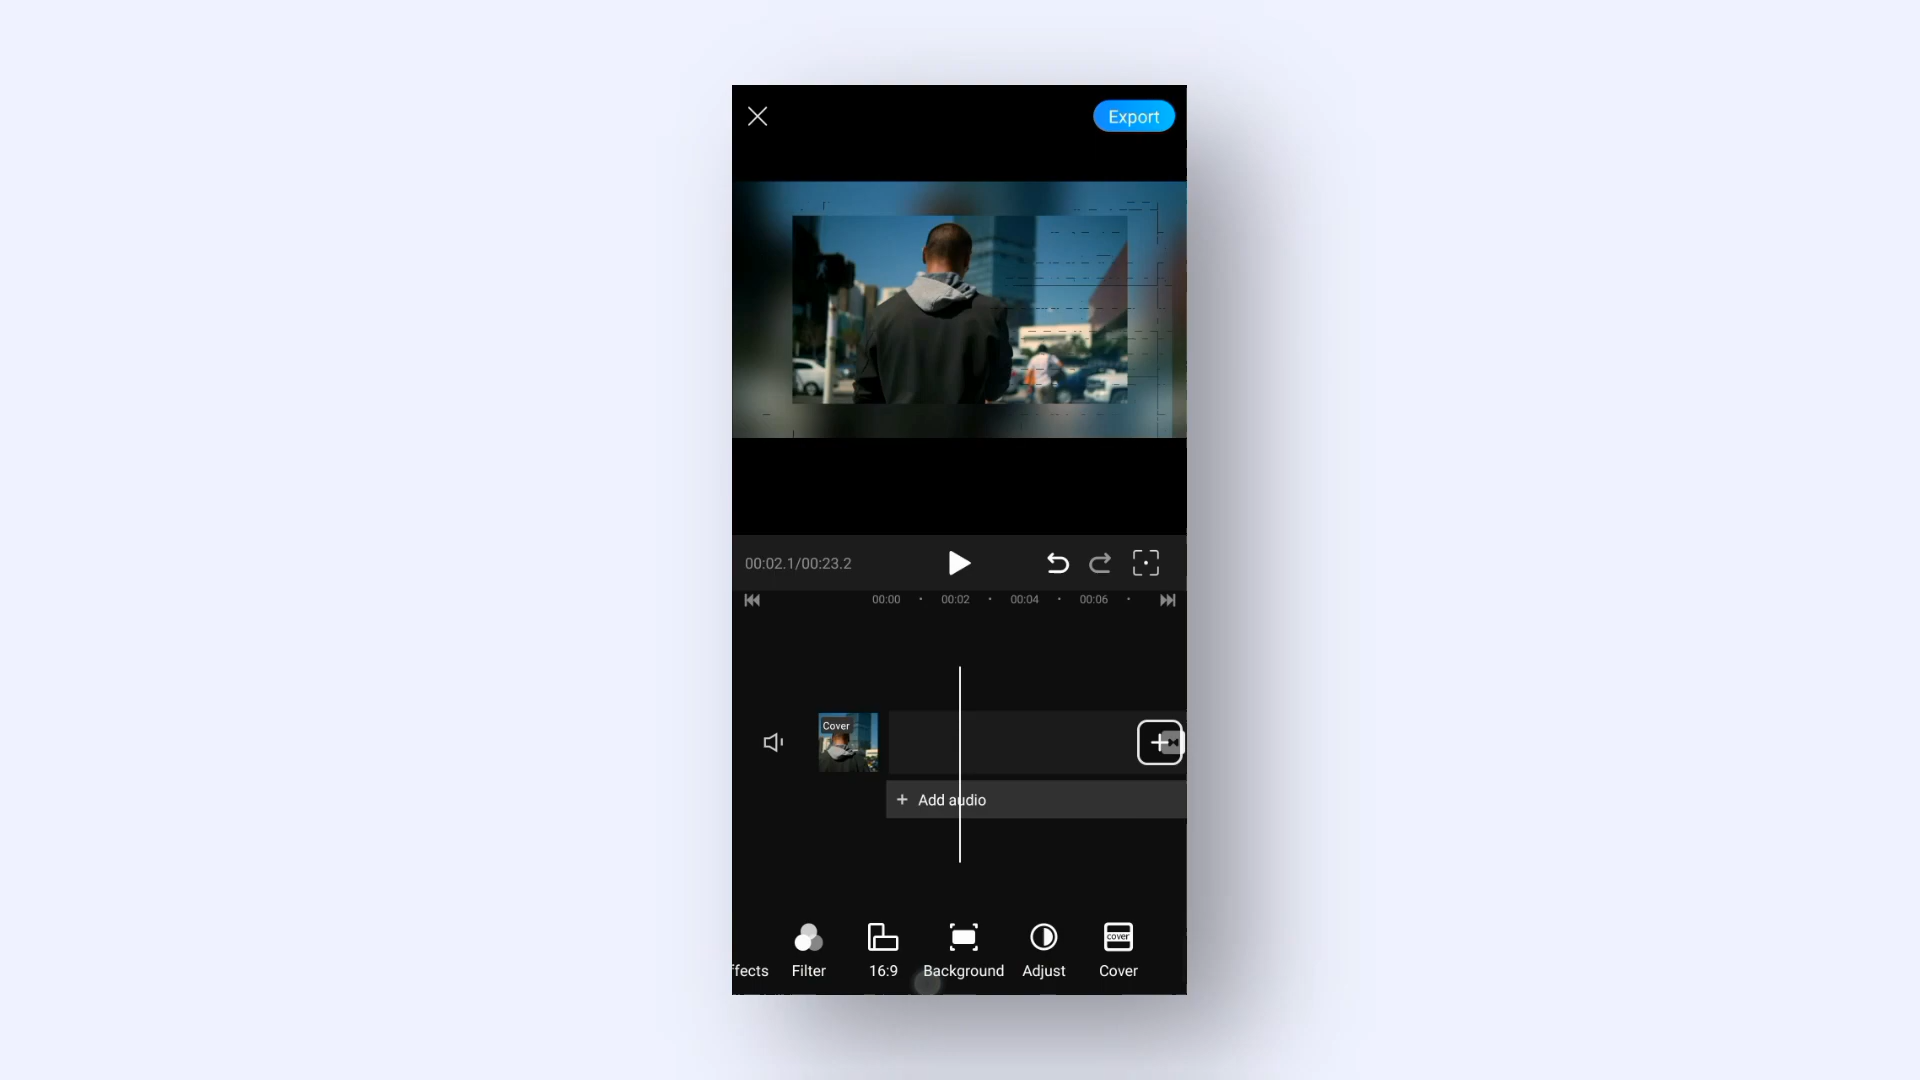 Export
00:02.1/00:23.2
00:00 00:02 00:04 00:06
Cover
Add audio
cover
ffects Filter 16:9 Background Adjust Cover